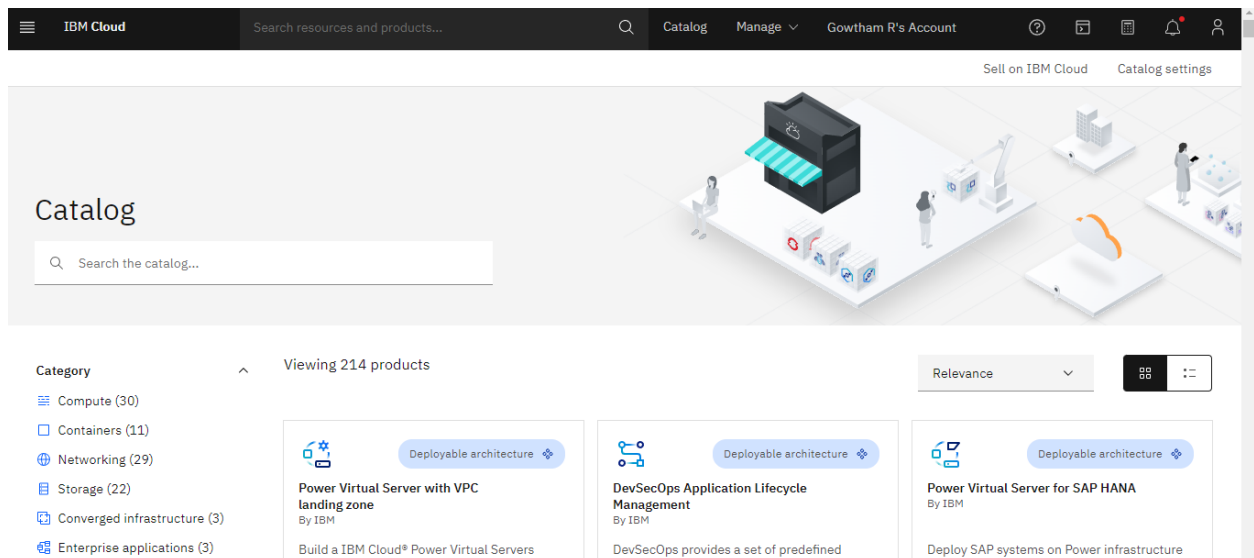 IBM Cloud
Search resources and products...
Catalog
Manage
Gowtham R's Account
Sell on IBM Cloud
Catalog settings
Catalog
Search the catalog...
Category
Compute (30)
Containers (11)
Networking (29)
Storage (22)
Converged infrastructure (3)
Enterprise applications (3)
Viewing 214 products
Relevance
Deployable architecture
Power Virtual Server with VPC
landing zone
By IBM
Build a IBM Cloud® Power Virtual Servers
Deployable architecture
DevSecOps Application Lifecycle
Management
By IBM
DevSecOps provides a set of predefined
Deployable architecture
Power Virtual Server for SAP HANA
By IBM
Deploy SAP systems on Power infrastructure